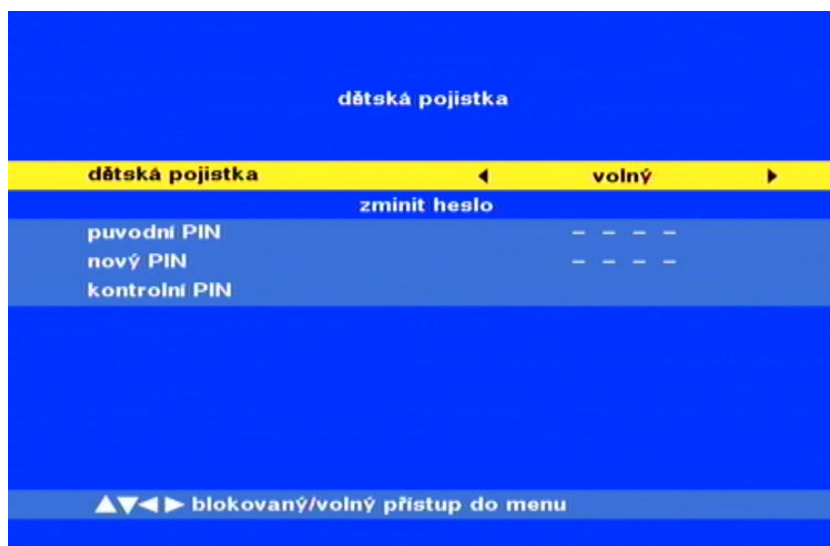 dětská pojistka
dětská pojistka ◀ volný ▶
zminit heslo
puvodní PIN – – – –
nový PIN – – – –
kontrolní PIN
▲▼◀▶ blokovaný/volný přístup do menu